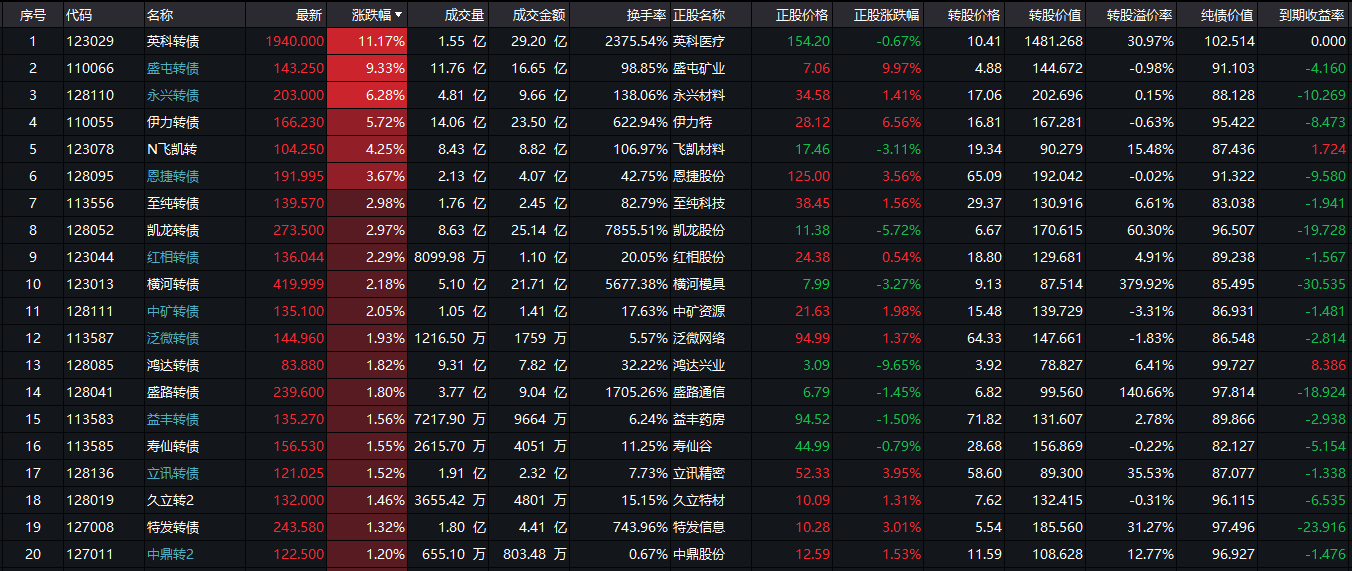 序号 代码 名称 最新 涨跌幅 成交量 成交金额 换手率 正股名称 正股价格 正股涨跌幅 转股价格 转股价值 转股溢价率 纯债价值 到期收益率
1 123029 英科转债 1940.000 11.17% 1.55 亿 29.20 亿 2375.54% 英科医疗 154.20 -0.67% 10.41 1481.268 30.97% 102.514 0.000
2 110066 盛屯转债 143.250 9.33% 11.76 亿 16.65 亿 98.85% 盛屯矿业 7.06 9.97% 4.88 144.672 -0.98% 91.103 -4.160
3 128110 永兴转债 203.000 6.28% 4.81 亿 9.66 亿 138.06% 永兴材料 34.58 1.41% 17.06 202.696 0.15% 88.128 -10.269
4 110055 伊力转债 166.230 5.72% 14.06 亿 23.50 亿 622.94% 伊力特 28.12 6.56% 16.81 167.281 -0.63% 95.422 -8.473
5 123078 N飞凯转 104.250 4.25% 8.43 亿 8.82 亿 106.97% 飞凯材料 17.46 -3.11% 19.34 90.279 15.48% 87.436 1.724
6 128095 恩捷转债 191.995 3.67% 2.13 亿 4.07 亿 42.75% 恩捷股份 125.00 3.56% 65.09 192.042 -0.02% 91.322 -9.580
7 113556 至纯转债 139.570 2.98% 1.76 亿 2.45 亿 82.79% 至纯科技 38.45 1.56% 29.37 130.916 6.61% 83.038 -1.941
8 128052 凯龙转债 273.500 2.97% 8.63 亿 25.14 亿 7855.51% 凯龙股份 11.38 -5.72% 6.67 170.615 60.30% 96.507 -19.728
9 123044 红相转债 136.044 2.29% 8099.98 万 1.10 亿 20.05% 红相股份 24.38 0.54% 18.80 129.681 4.91% 89.238 -1.567
10 123013 横河转债 419.999 2.18% 5.10 亿 21.71 亿 5677.38% 横河模具 7.99 -3.27% 9.13 87.514 379.92% 85.495 -30.535
11 128111 中矿转债 135.100 2.05% 1.05 亿 1.41 亿 17.63% 中矿资源 21.63 1.98% 15.48 139.729 -3.31% 86.931 -1.481
12 113587 泛微转债 144.960 1.93% 1216.50 万 1759 万 5.57% 泛微网络 94.99 1.37% 64.33 147.661 -1.83% 86.548 -2.814
13 128085 鸿达转债 83.880 1.82% 9.31 亿 7.82 亿 32.22% 鸿达兴业 3.09 -9.65% 3.92 78.827 6.41% 99.727 8.386
14 128041 盛路转债 239.600 1.80% 3.77 亿 9.04 亿 1705.26% 盛路通信 6.79 -1.45% 6.82 99.560 140.66% 97.814 -18.924
15 113583 益丰转债 135.270 1.56% 7217.90 万 9664 万 6.24% 益丰药房 94.52 -1.50% 71.82 131.607 2.78% 89.866 -2.938
16 113585 寿仙转债 156.530 1.55% 2615.70 万 4051 万 11.25% 寿仙谷 44.99 -0.79% 28.68 156.869 -0.22% 82.127 -5.154
17 128136 立讯转债 121.025 1.52% 1.91 亿 2.32 亿 7.73% 立讯精密 52.33 3.95% 58.60 89.300 35.53% 87.077 -1.338
18 128019 久立转2 132.000 1.46% 3655.42 万 4801 万 15.15% 久立特材 10.09 1.31% 7.62 132.415 -0.31% 96.115 -6.535
19 127008 特发转债 243.580 1.32% 1.80 亿 4.41 亿 743.96% 特发信息 10.28 3.01% 5.54 185.560 31.27% 97.496 -23.916
20 127011 中鼎转2 122.500 1.20% 655.10 万 803.48 万 0.67% 中鼎股份 12.59 1.53% 11.59 108.628 12.77% 96.927 -1.476